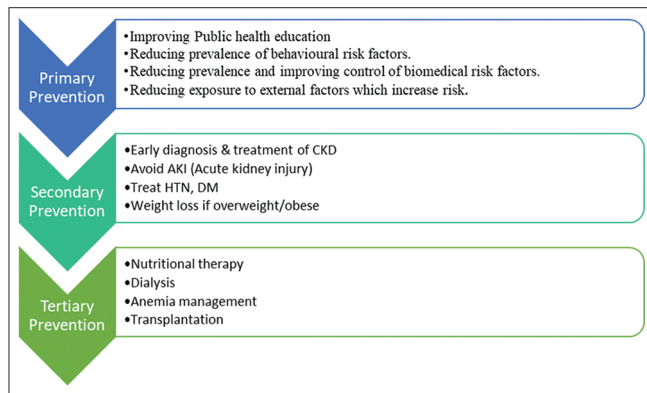 Primary
Prevention
•Improving Public health education
•Reducing prevalence of behavioural risk factors.
•Reducing prevalence and improving control of biomedical risk factors.
•Reducing exposure to external factors which increase risk.
Secondary
Prevention
•Early diagnosis & treatment of CKD
•Avoid AKI (Acute kidney injury)
•Treat HTN, DM
•Weight loss if overweight/obese
Tertiary
Prevention
•Nutritional therapy
•Dialysis
•Anemia management
•Transplantation